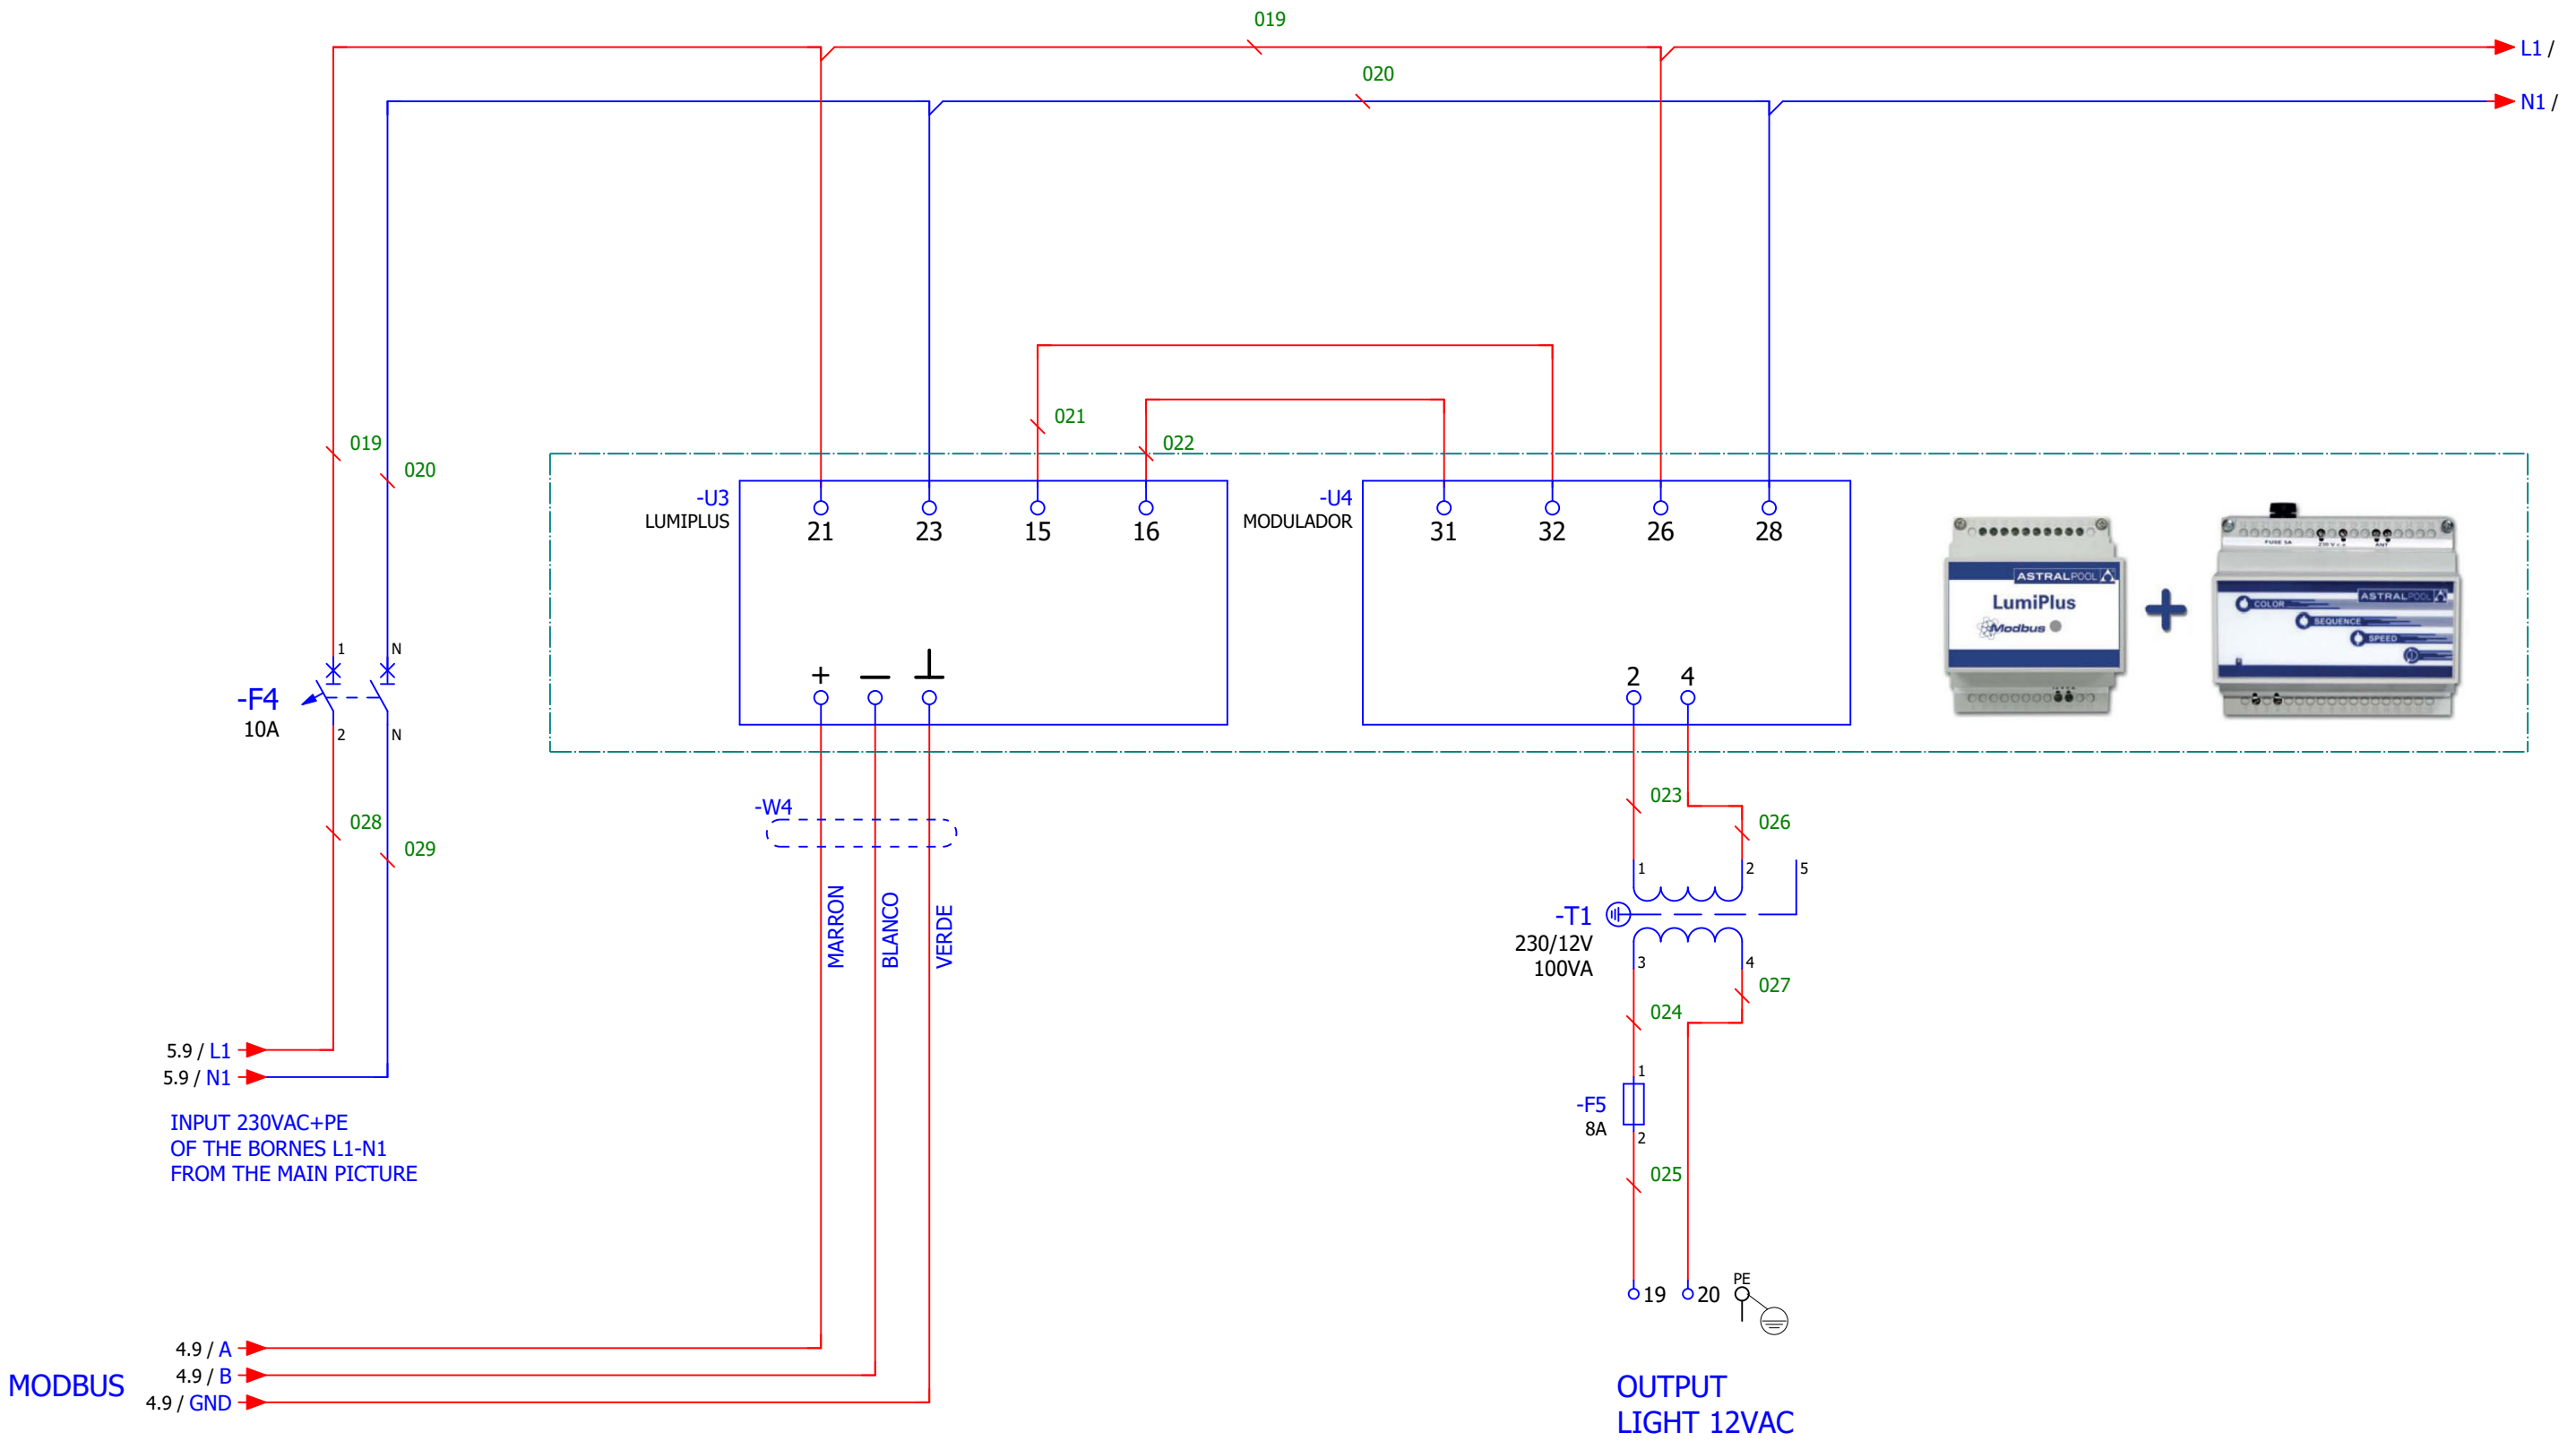 019
L1 /
020
N1 /
021
019
022
020
-U3
LUMIPLUS
21
23
15
16
-U4
MODULADOR
31
32
26
28
FUSE 5A
230 V c.a
ANT
ASTRALPOOL
LumiPlus
Modbus
ASTRALPOOL
COLOR
SEQUENCE
SPEED
1
N
-F4
10A
2
N
+
—
⊥
2
4
-W4
028
029
MARRON
BLANCO
VERDE
023
026
1
2
5
-T1
230/12V
100VA
3
4
027
024
5.9 / L1
5.9 / N1
INPUT 230VAC+PE
OF THE BORNES L1-N1
FROM THE MAIN PICTURE
1
-F5
8A
2
025
19
20
PE
MODBUS
4.9 / A
4.9 / B
4.9 / GND
OUTPUT
LIGHT 12VAC